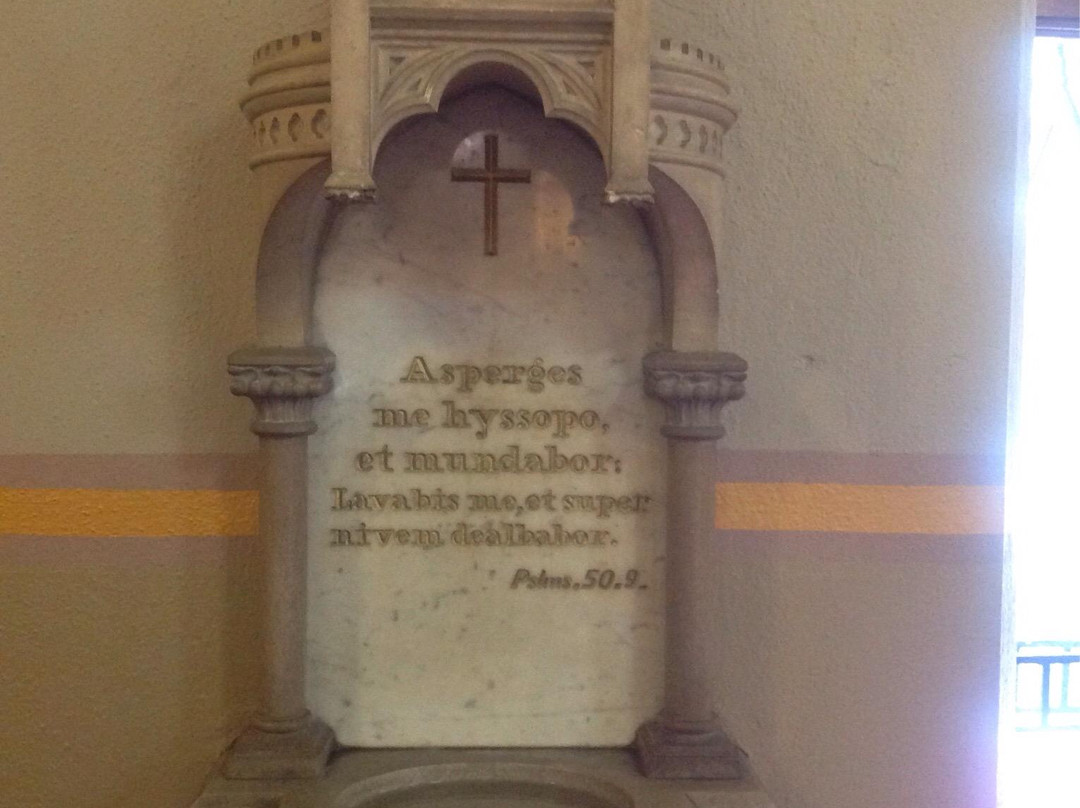 Asperges
me hyssopo,
et mundabor:
Lavabis me, et super
nivem dealbabor.
Pslms. 50. 9.